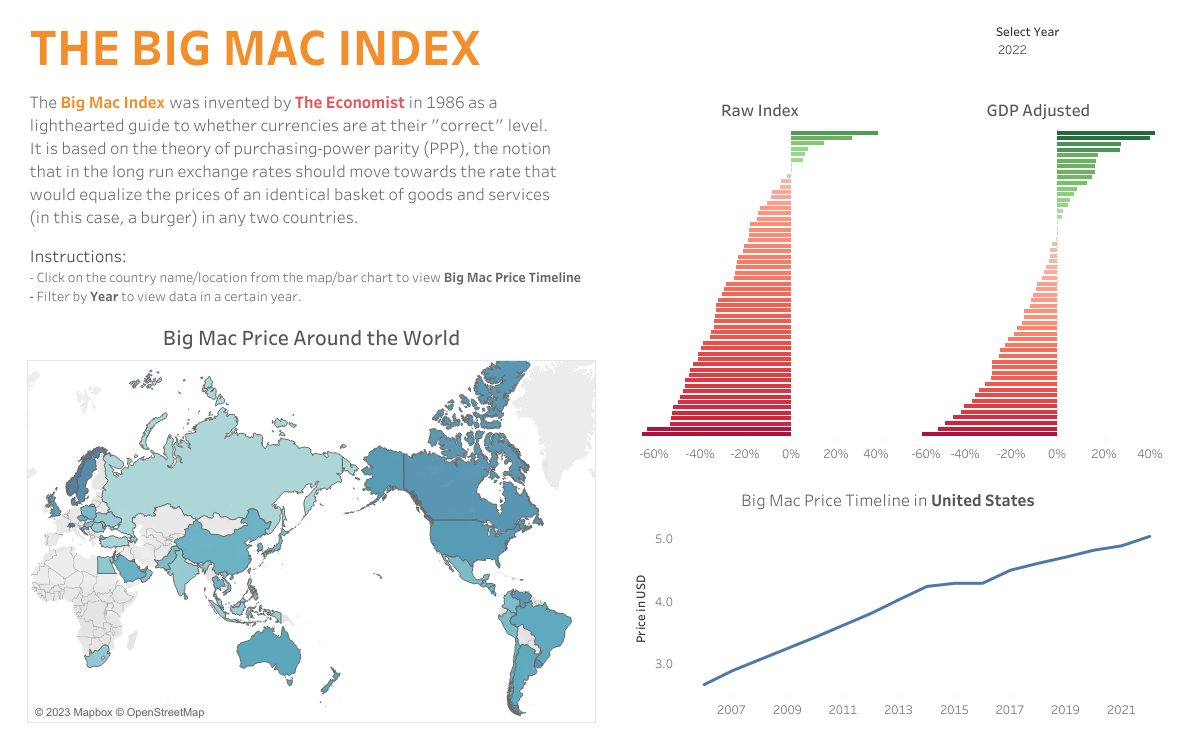 THE BIG MAC INDEX
The Big Mac Index was invented by The Economist in 1986 as a
lighthearted guide to whether currencies are at their "correct" level.
It is based on the theory of purchasing-power parity (PPP), the notion
that in the long run exchange rates should move towards the rate that
would equalize the prices of an identical basket of goods and services
(in this case, a burger) in any two countries.
Instructions:
- Click on the country name/location from the map/bar chart to view Big Mac Price Timeline
- Filter by Year to view data in a certain year.
Big Mac Price Around the World
© 2023 Mapbox © OpenStreetMap
Select Year
2022
Raw Index
-60% -40% -20% 0% 20% 40%
GDP Adjusted
-60% -40% -20% 0% 20% 40%
Big Mac Price Timeline in United States
Price in USD
5.0
4.0
3.0
2007 2009 2011 2013 2015 2017 2019 2021